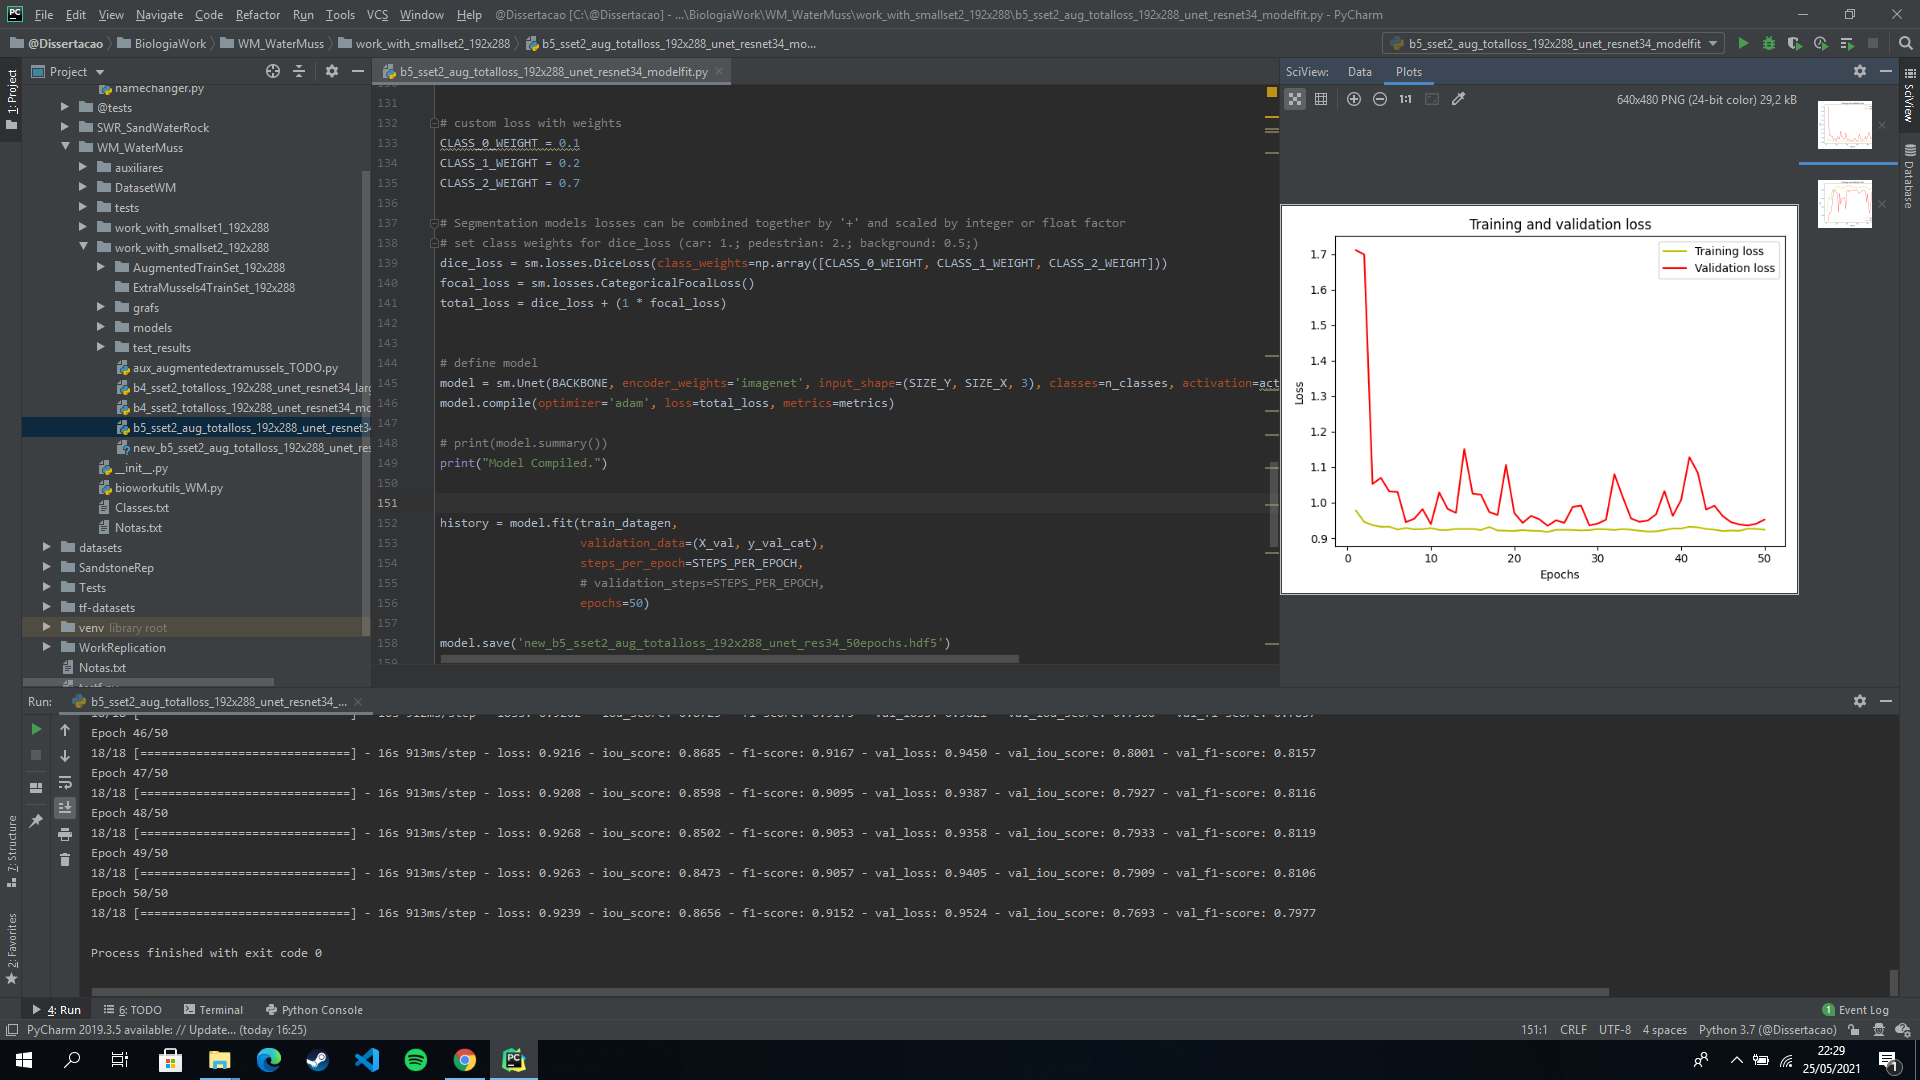 File Edit View Navigate Code Refactor Run Tools VCS Window Help @Dissertacao [C:\@Dissertacao] - ...\BiologiaWork\WM_WaterMuss\work_with_smallset2_192x288\b5_sset2_aug_totalloss_192x288_unet_resnet34_modelfit.py - PyCharm
@Dissertacao BiologiaWork WM_WaterMuss work_with_smallset2_192x288 b5_sset2_aug_totalloss_192x288_unet_resnet34_mo...
b5_sset2_aug_totalloss_192x288_unet_resnet34_modelfit
1: Project
Project
namechanger.py
@tests
SWR_SandWaterRock
WM_WaterMuss
auxiliares
DatasetWM
tests
work_with_smallset1_192x288
work_with_smallset2_192x288
AugmentedTrainSet_192x288
ExtraMussels4TrainSet_192x288
grafs
models
test_results
aux_augmentedextramussels_TODO.py
b4_sset2_totalloss_192x288_unet_resnet34_larg
b4_sset2_totalloss_192x288_unet_resnet34_mo
b5_sset2_aug_totalloss_192x288_unet_resnet34
new_b5_sset2_aug_totalloss_192x288_unet_res
__init__.py
bioworkutils_WM.py
Classes.txt
Notas.txt
datasets
SandstoneRep
Tests
tf-datasets
venv library root
WorkReplication
Notas.txt
b5_sset2_aug_totalloss_192x288_unet_resnet34_modelfit.py
131
132 # custom loss with weights
133 CLASS_0_WEIGHT = 0.1
134 CLASS_1_WEIGHT = 0.2
135 CLASS_2_WEIGHT = 0.7
136
137 # Segmentation models losses can be combined together by '+' and scaled by integer or float factor
138 # set class weights for dice_loss (car: 1.; pedestrian: 2.; background: 0.5;)
139 dice_loss = sm.losses.DiceLoss(class_weights=np.array([CLASS_0_WEIGHT, CLASS_1_WEIGHT, CLASS_2_WEIGHT]))
140 focal_loss = sm.losses.CategoricalFocalLoss()
141 total_loss = dice_loss + (1 * focal_loss)
142
143
144 # define model
145 model = sm.Unet(BACKBONE, encoder_weights='imagenet', input_shape=(SIZE_Y, SIZE_X, 3), classes=n_classes, activation=act
146 model.compile(optimizer='adam', loss=total_loss, metrics=metrics)
147
148 # print(model.summary())
149 print("Model Compiled.")
150
151
152 history = model.fit(train_datagen,
153 validation_data=(X_val, y_val_cat),
154 steps_per_epoch=STEPS_PER_EPOCH,
155 # validation_steps=STEPS_PER_EPOCH,
156 epochs=50)
157
158 model.save('new_b5_sset2_aug_totalloss_192x288_unet_res34_50epochs.hdf5')
159
SciView: Data Plots
1:1 640x480 PNG (24-bit color) 29,2 kB
Training and validation loss
Training loss
Validation loss
1.7
1.6
1.5
1.4
1.3
1.2
1.1
1.0
0.9
Loss
0 10 20 30 40 50
Epochs
SciView
Database
Run: b5_sset2_aug_totalloss_192x288_unet_resnet34_...
Epoch 46/50
18/18 [==============================] - 16s 913ms/step - loss: 0.9216 - iou_score: 0.8685 - f1-score: 0.9167 - val_loss: 0.9450 - val_iou_score: 0.8001 - val_f1-score: 0.8157
Epoch 47/50
18/18 [==============================] - 16s 913ms/step - loss: 0.9208 - iou_score: 0.8598 - f1-score: 0.9095 - val_loss: 0.9387 - val_iou_score: 0.7927 - val_f1-score: 0.8116
Epoch 48/50
18/18 [==============================] - 16s 913ms/step - loss: 0.9268 - iou_score: 0.8502 - f1-score: 0.9053 - val_loss: 0.9358 - val_iou_score: 0.7933 - val_f1-score: 0.8119
Epoch 49/50
18/18 [==============================] - 16s 913ms/step - loss: 0.9263 - iou_score: 0.8473 - f1-score: 0.9057 - val_loss: 0.9405 - val_iou_score: 0.7909 - val_f1-score: 0.8106
Epoch 50/50
18/18 [==============================] - 16s 913ms/step - loss: 0.9239 - iou_score: 0.8656 - f1-score: 0.9152 - val_loss: 0.9524 - val_iou_score: 0.7693 - val_f1-score: 0.7977
Process finished with exit code 0
7: Structure
2: Favorites
4: Run 6: TODO Terminal Python Console 1 Event Log
PyCharm 2019.3.5 available: // Update... (today 16:25) 151:1 CRLF UTF-8 4 spaces Python 3.7 (@Dissertacao)
22:29
25/05/2021
1